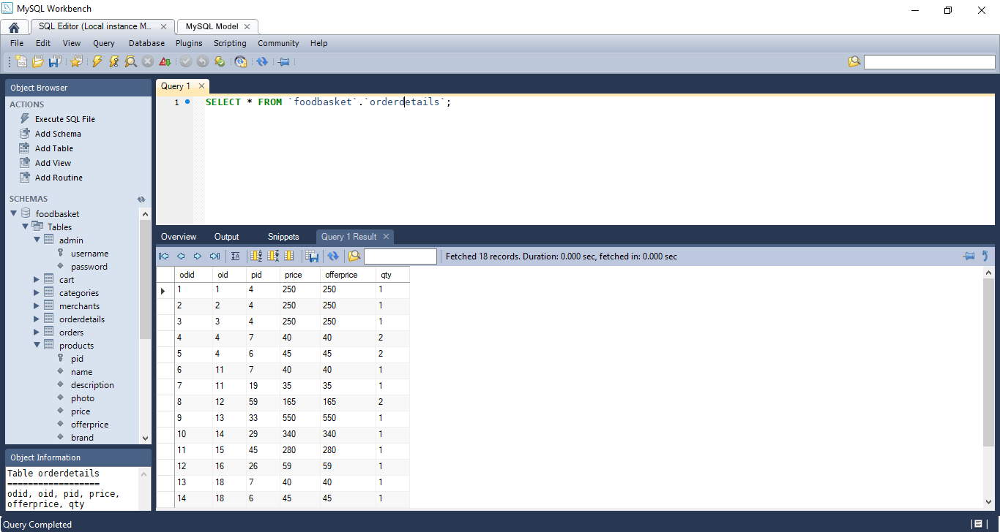 MySQL Workbench
SQL Editor (Local instance M... MySQL Model
File Edit View Query Database Plugins Scripting Community Help
Object Browser
ACTIONS
Execute SQL File
Add Schema
Add Table
Add View
Add Routine
SCHEMAS
foodbasket
Tables
admin
username
password
cart
categories
merchants
orderdetails
orders
products
pid
name
description
photo
price
offerprice
brand
Object Information
Table orderdetails
==================
odid, oid, pid, price,
offerprice, qty
Query 1
1 SELECT * FROM `foodbasket`.`orderdetails`;
Overview Output Snippets Query 1 Result
Fetched 18 records. Duration: 0.000 sec, fetched in: 0.000 sec
odid oid pid price offerprice qty
1 1 4 250 250 1
2 2 4 250 250 1
3 3 4 250 250 1
4 4 7 40 40 2
5 4 6 45 45 2
6 11 7 40 40 1
7 11 19 35 35 1
8 12 59 165 165 2
9 13 33 550 550 1
10 14 29 340 340 1
11 15 45 280 280 1
12 16 26 59 59 1
13 18 7 40 40 1
14 18 6 45 45 1
Query Completed